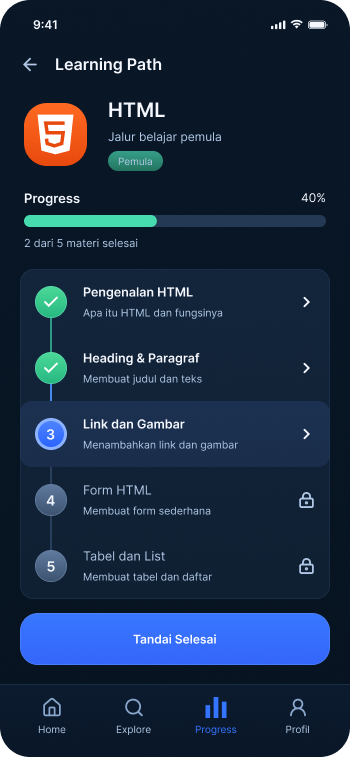 9:41
Learning Path
HTML
Jalur belajar pemula
Pemula
Progress 40%
2 dari 5 materi selesai
Pengenalan HTML
Apa itu HTML dan fungsinya
Heading & Paragraf
Membuat judul dan teks
3
Link dan Gambar
Menambahkan link dan gambar
4
Form HTML
Membuat form sederhana
5
Tabel dan List
Membuat tabel dan daftar
Tandai Selesai
Home Explore Progress Profil